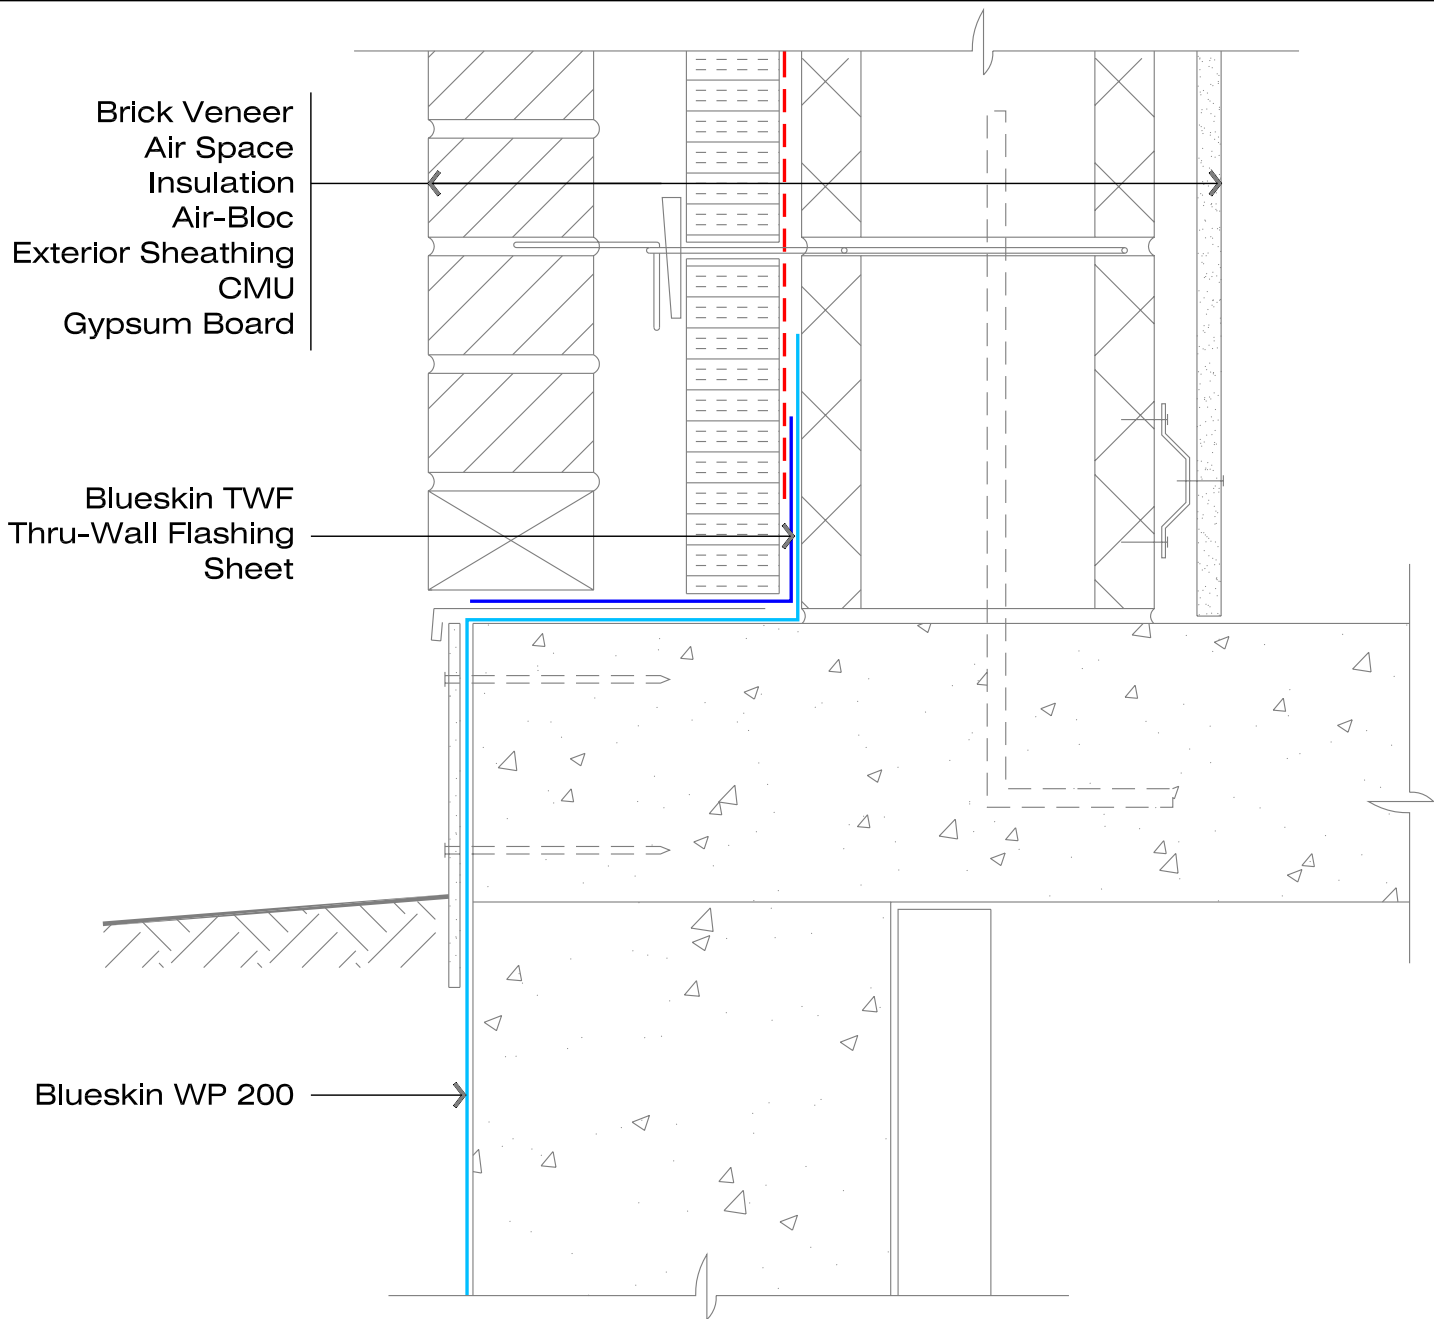 Brick Veneer
Air Space
Insulation
Air-Bloc
Exterior Sheathing
CMU
Gypsum Board
Blueskin TWF
Thru-Wall Flashing
Sheet
Blueskin WP 200